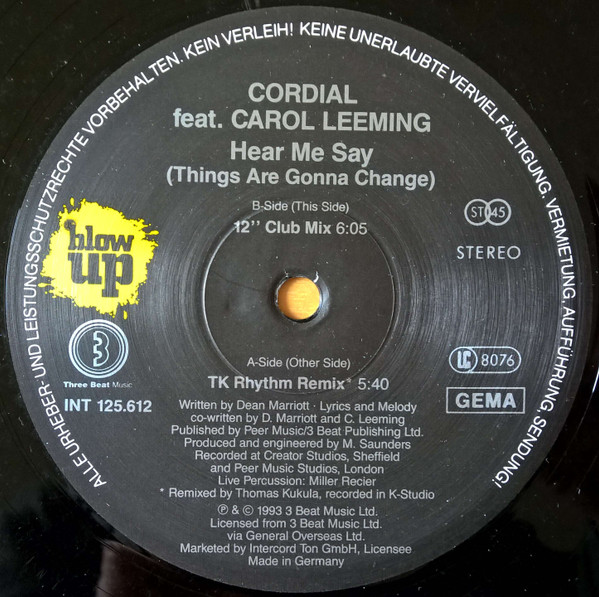 ALLE URHEBER- UND LEISTUNGSSCHUTZRECHTE VORBEHALTEN. KEIN VERLEIH! KEINE UNERLAUBTE VERVIELFÄLTIGUNG, VERMIETUNG, AUFFÜHRUNG, SENDUNG!
CORDIAL
feat. CAROL LEEMING
Hear Me Say
(Things Are Gonna Change)
B-Side (This Side)
12'' Club Mix 6:05
ST 45
STEREO
blow
up
3
Three Beat Music
INT 125.612
LC 8076
GEMA
A-Side (Other Side)
TK Rhythm Remix* 5:40
Written by Dean Marriott · Lyrics and Melody
co-written by D. Marriott and C. Leeming
Published by Peer Music/3 Beat Publishing Ltd.
Produced and engineered by M. Saunders
Recorded at Creator Studios, Sheffield
and Peer Music Studios, London
Live Percussion: Miller Recier
* Remixed by Thomas Kukula, recorded in K-Studio
℗ & © 1993 3 Beat Music Ltd.
Licensed from 3 Beat Music Ltd.
via General Overseas Ltd.
Marketed by Intercord Ton GmbH, Licensee
Made in Germany